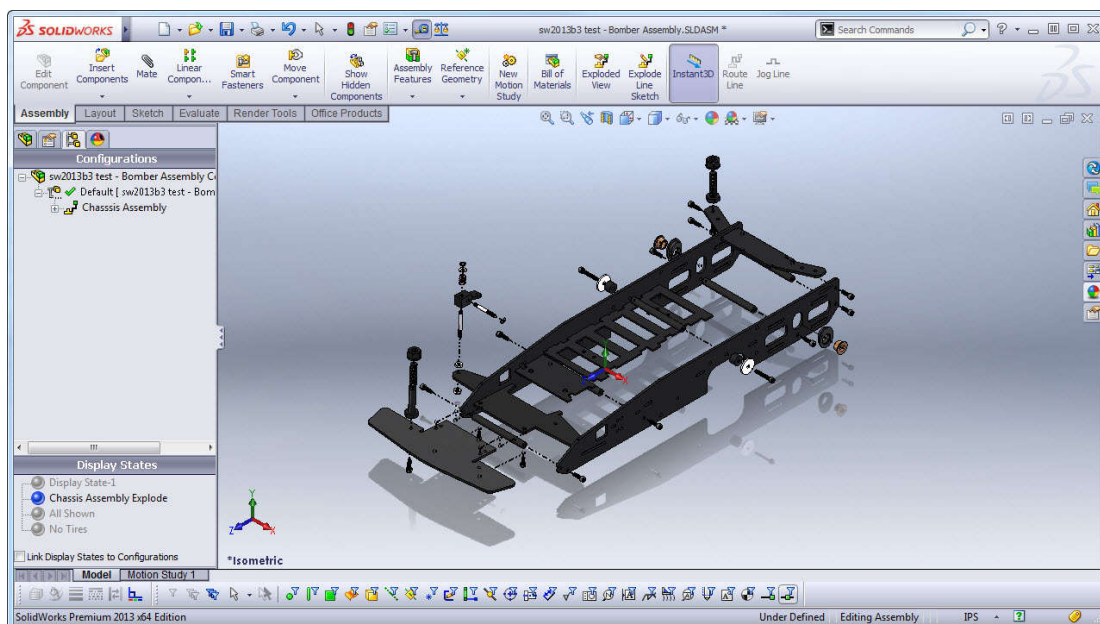 SOLIDWORKS
sw2013b3 test - Bomber Assembly.SLDASM *
Search Commands
Edit Component
Insert Components
Mate
Linear Compon...
Smart Fasteners
Move Component
Show Hidden Components
Assembly Features
Reference Geometry
New Motion Study
Bill of Materials
Exploded View
Explode Line Sketch
Instant3D
Route Line
Jog Line
Assembly
Layout
Sketch
Evaluate
Render Tools
Office Products
Configurations
sw2013b3 test - Bomber Assembly C
Default [ sw2013b3 test - Bom
Chasssis Assembly
Display States
Display State-1
Chassis Assembly Explode
All Shown
No Tires
Link Display States to Configurations
Y
Z
X
*Isometric
Model
Motion Study 1
SolidWorks Premium 2013 x64 Edition
Under Defined
Editing Assembly
IPS